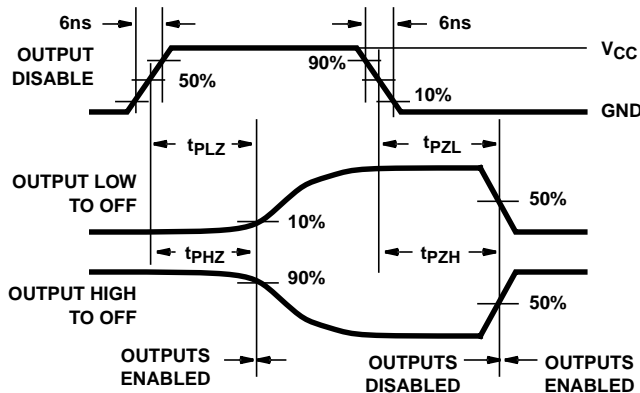 6ns
6ns
OUTPUT
DISABLE
50%
90%
10%
VCC
GND
tPLZ
tPZL
OUTPUT LOW
TO OFF
10%
50%
tPHZ
tPZH
OUTPUT HIGH
TO OFF
90%
50%
OUTPUTS
ENABLED
OUTPUTS
DISABLED
OUTPUTS
ENABLED